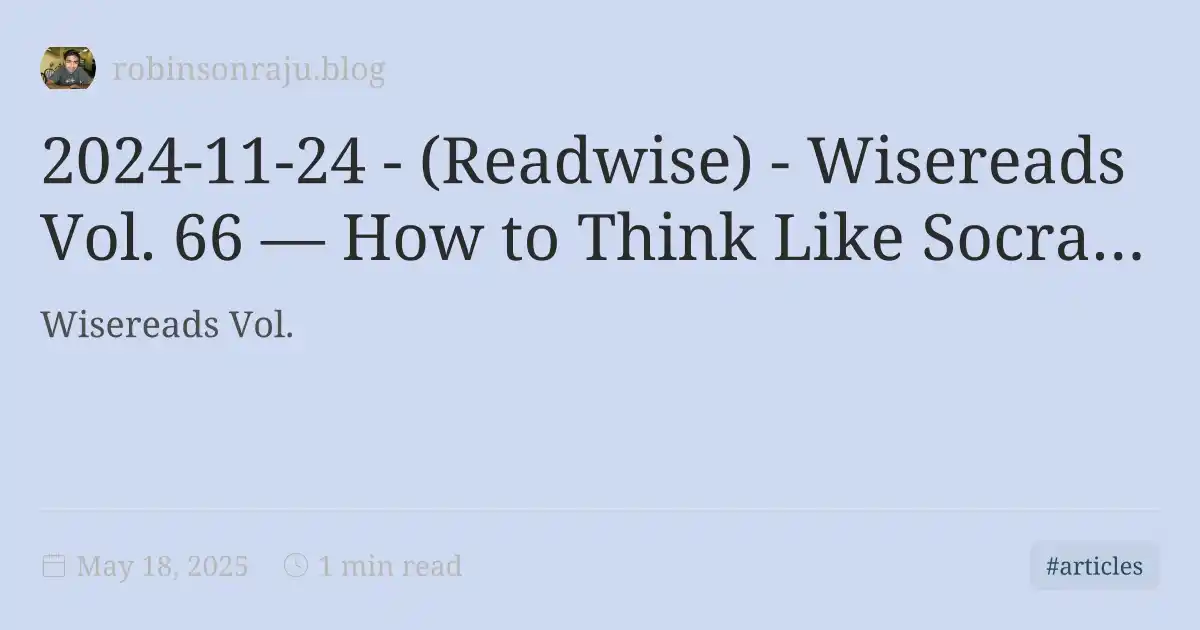 robinsonraju.blog
2024-11-24 - (Readwise) - Wisereads
Vol. 66 — How to Think Like Socra...
Wisereads Vol.
May 18, 2025
1 min read
#articles